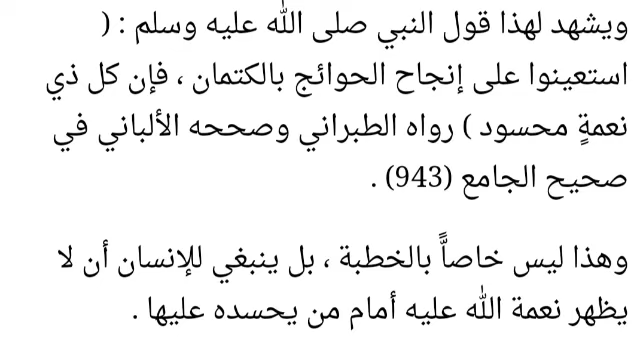 ويشهد لهذا قول النبي صلى الله عليه وسلم : (
استعينوا على إنجاح الحوائج بالكتمان ، فإن كل ذي
نعمةٍ محسود ) رواه الطبراني وصححه الألباني في
صحيح الجامع (943) .
وهذا ليس خاصاًّ بالخطبة ، بل ينبغي للإنسان أن لا
يظهر نعمة الله عليه أمام من يحسده عليها .